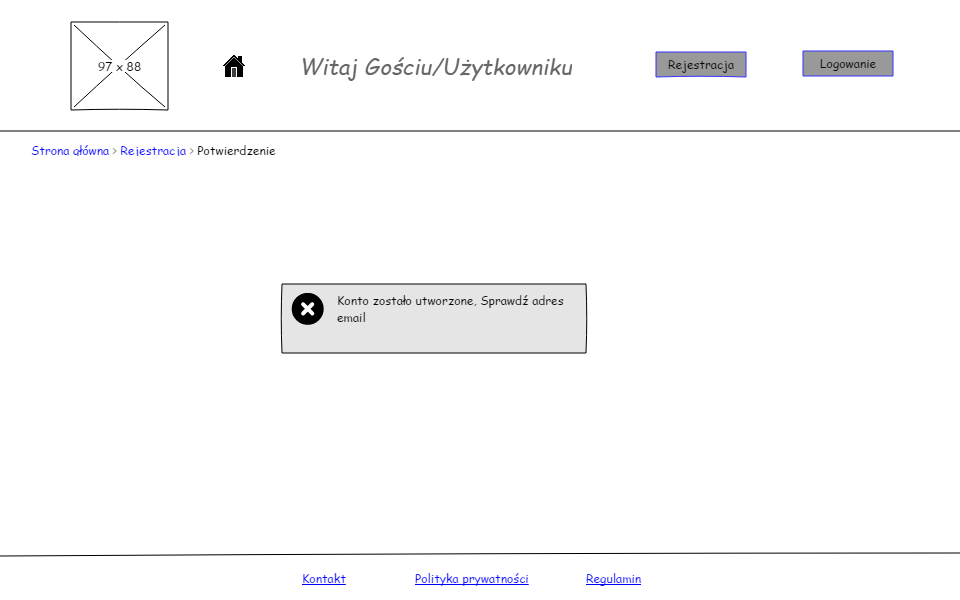 97 x 88
Witaj Gościu/Użytkowniku
Rejestracja
Logowanie
Strona główna > Rejestracja > Potwierdzenie
Konto zostało utworzone, Sprawdź adres
email
Kontakt
Polityka prywatności
Regulamin